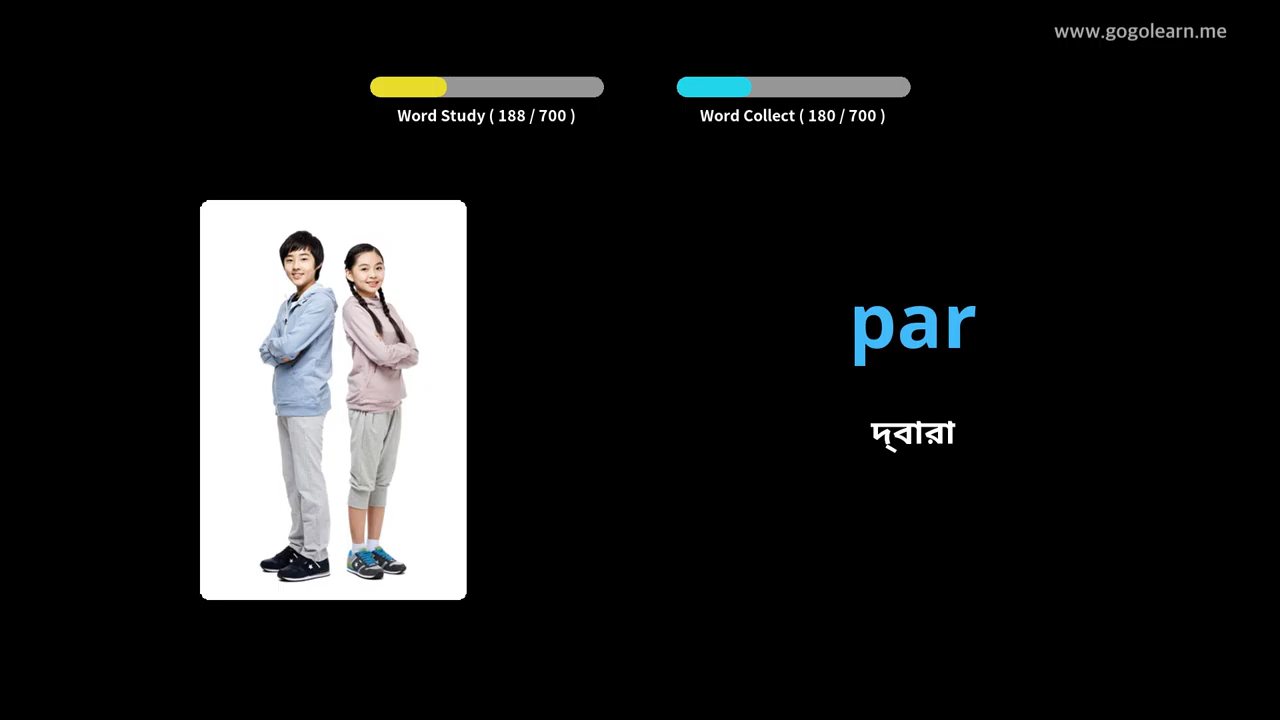 www.gogolearn.me
Word Study ( 188 / 700 )
Word Collect ( 180 / 700 )
par
দ্বারা